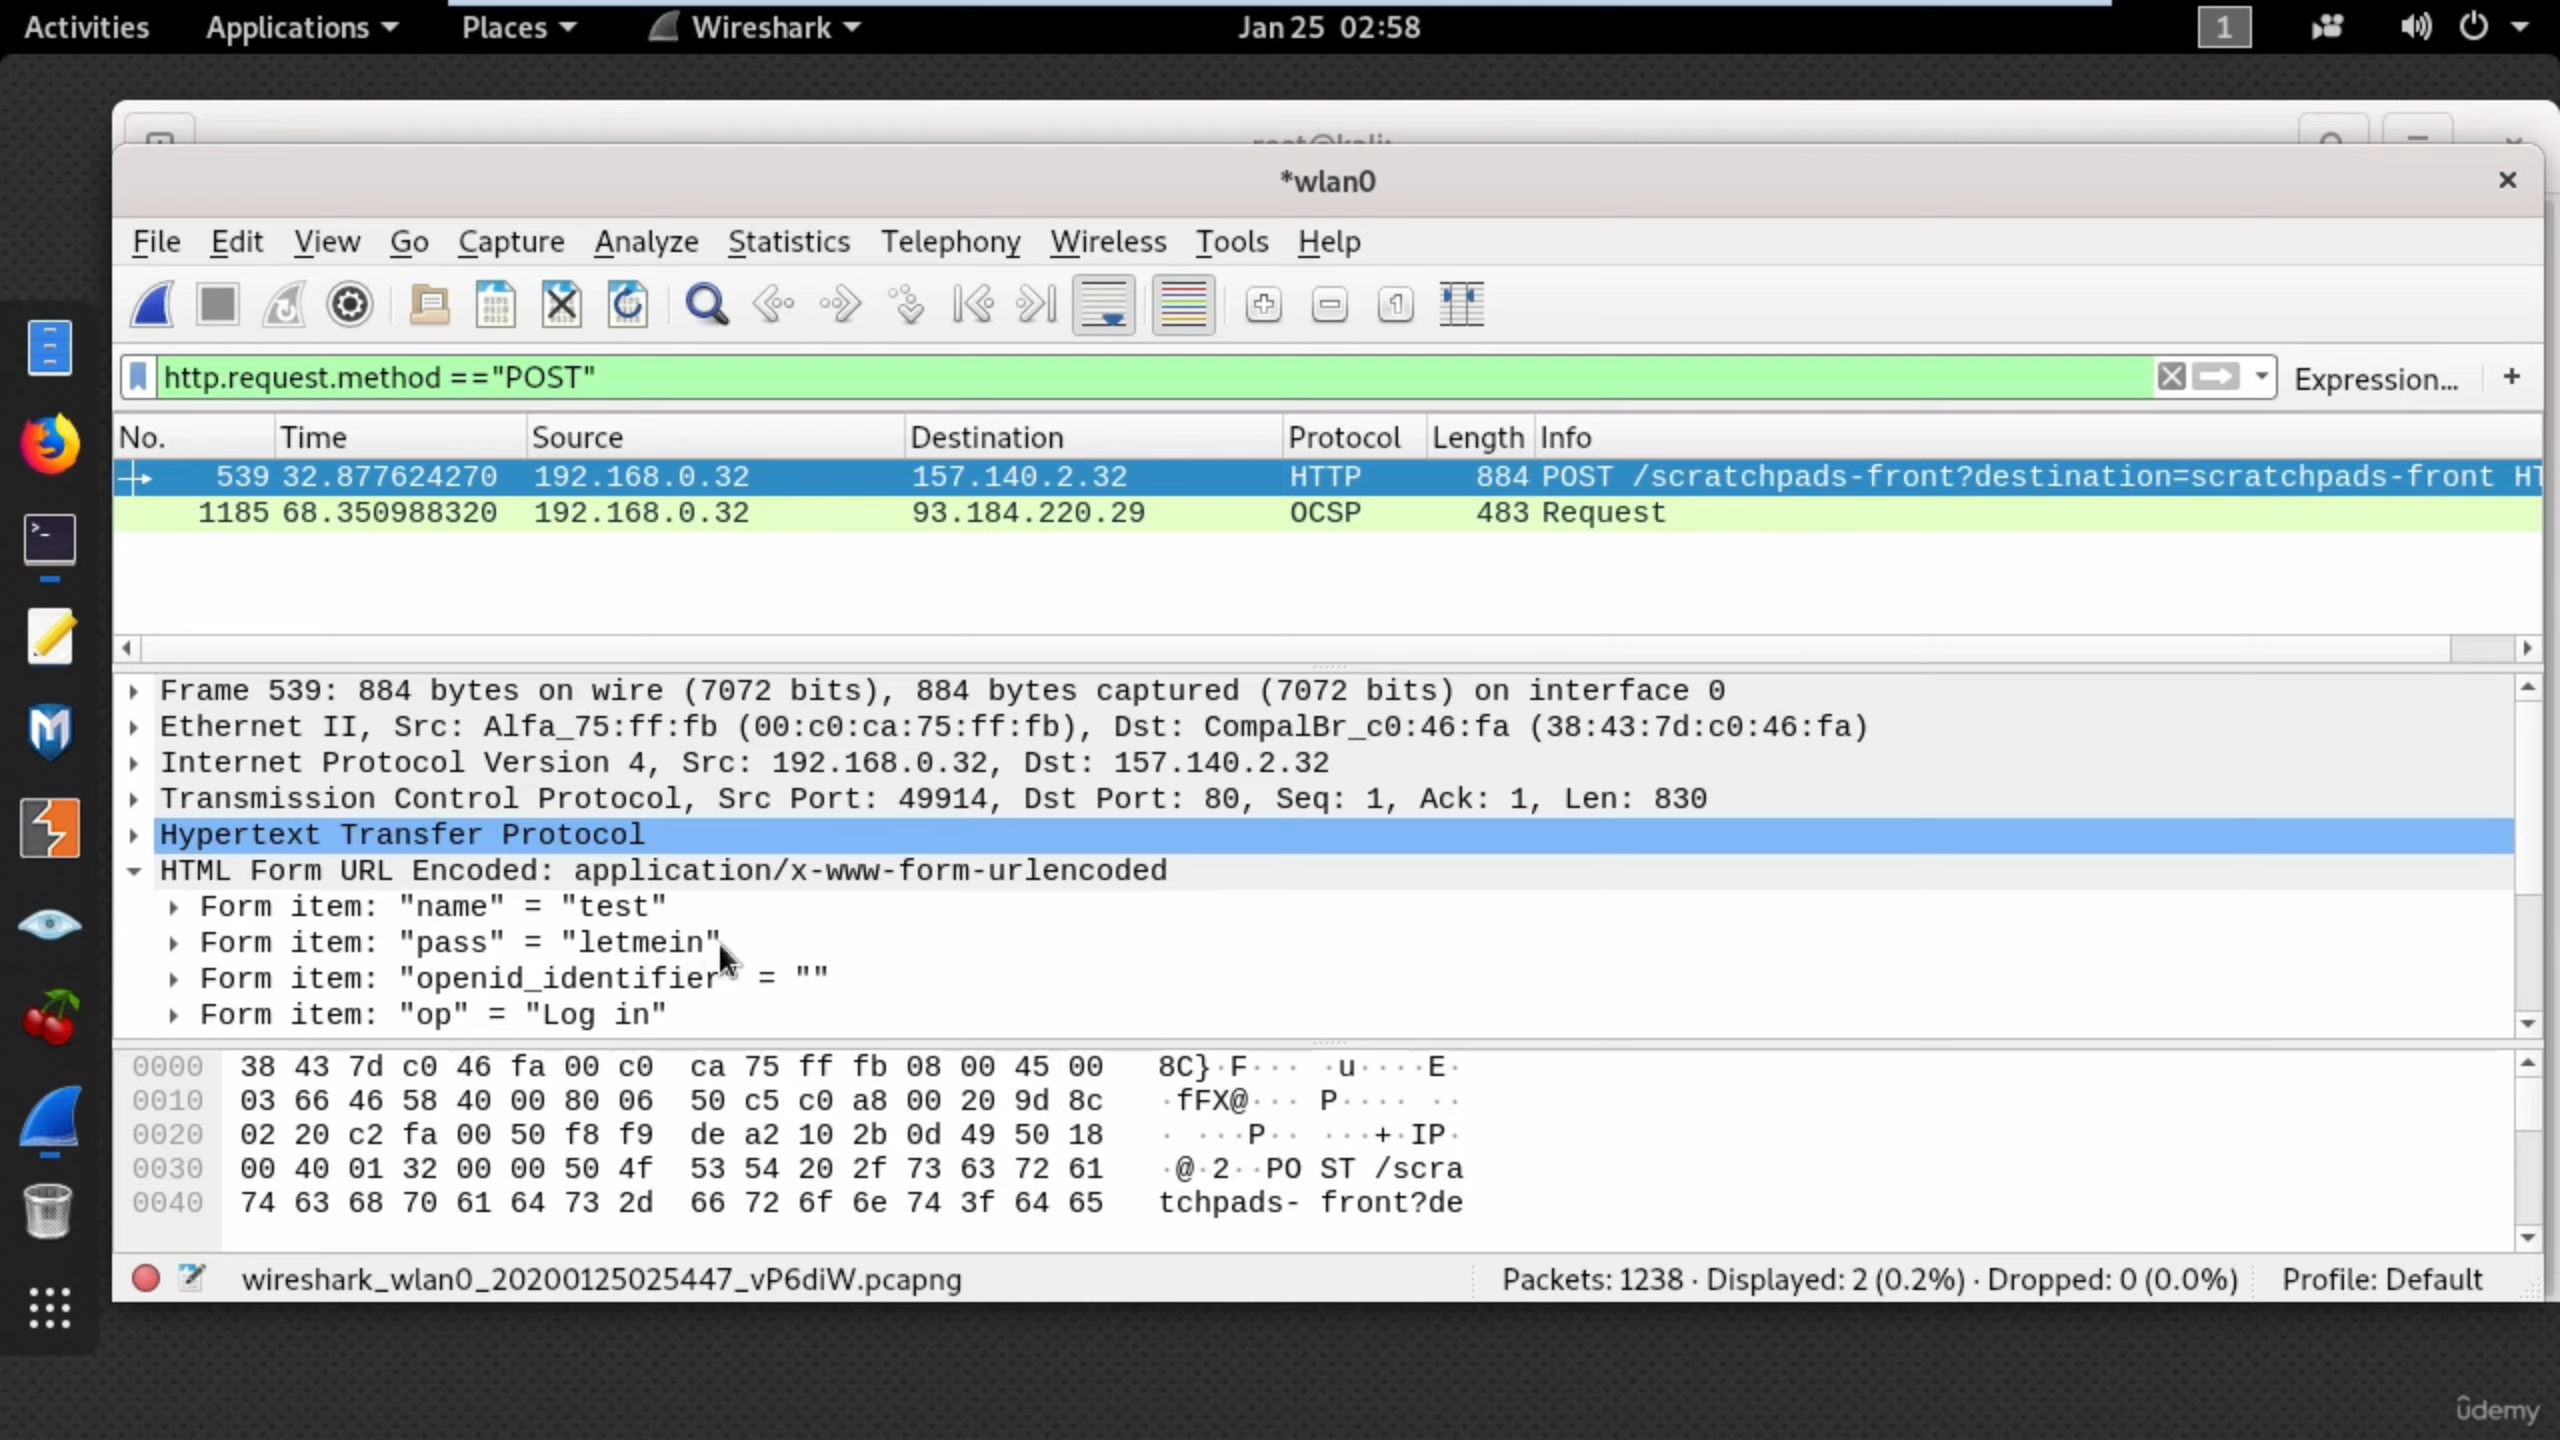 Activities Applications Places Wireshark Jan 25 02:58 1
*wlan0
File Edit View Go Capture Analyze Statistics Telephony Wireless Tools Help
http.request.method =="POST" Expression... +
No. Time Source Destination Protocol Length Info
539 32.877624270 192.168.0.32 157.140.2.32 HTTP 884 POST /scratchpads-front?destination=scratchpads-front HT
1185 68.350988320 192.168.0.32 93.184.220.29 OCSP 483 Request
Frame 539: 884 bytes on wire (7072 bits), 884 bytes captured (7072 bits) on interface 0
Ethernet II, Src: Alfa_75:ff:fb (00:c0:ca:75:ff:fb), Dst: CompalBr_c0:46:fa (38:43:7d:c0:46:fa)
Internet Protocol Version 4, Src: 192.168.0.32, Dst: 157.140.2.32
Transmission Control Protocol, Src Port: 49914, Dst Port: 80, Seq: 1, Ack: 1, Len: 830
Hypertext Transfer Protocol
HTML Form URL Encoded: application/x-www-form-urlencoded
Form item: "name" = "test"
Form item: "pass" = "letmein"
Form item: "openid_identifier" = ""
Form item: "op" = "Log in"
0000 38 43 7d c0 46 fa 00 c0 ca 75 ff fb 08 00 45 00 8C}·F··· ·u····E·
0010 03 66 46 58 40 00 80 06 50 c5 c0 a8 00 20 9d 8c ·fFX@··· P···· ··
0020 02 20 c2 fa 00 50 f8 f9 de a2 10 2b 0d 49 50 18 · ···P·· ···+·IP·
0030 00 40 01 32 00 00 50 4f 53 54 20 2f 73 63 72 61 ·@·2··PO ST /scra
0040 74 63 68 70 61 64 73 2d 66 72 6f 6e 74 3f 64 65 tchpads- front?de
wireshark_wlan0_20200125025447_vP6diW.pcapng Packets: 1238 · Displayed: 2 (0.2%) · Dropped: 0 (0.0%) Profile: Default
ûdemy